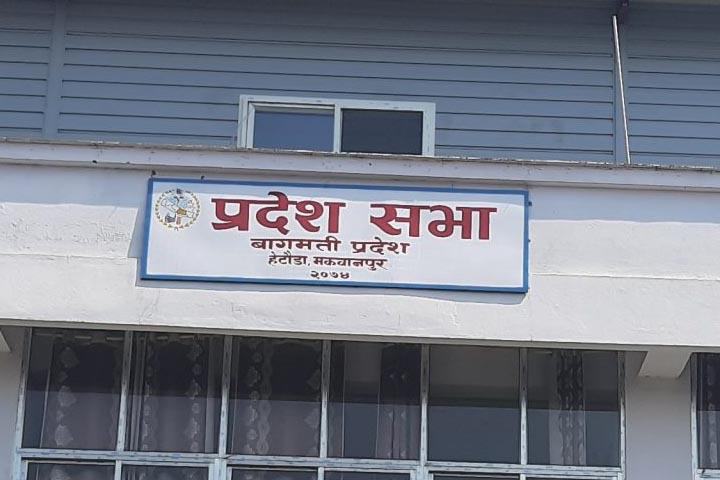 प्रदेश सभा
बागमती प्रदेश
हेटौडा, मकवानपुर
२०७४